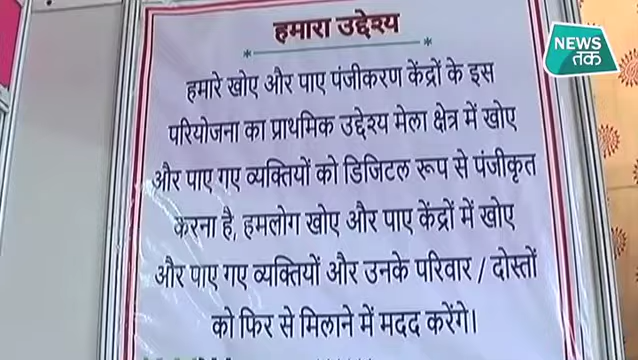 हमारा उद्देश्य
NEWS
तक
हमारे खोए और पाए पंजीकरण केंद्रों के इस
परियोजना का प्राथमिक उद्देश्य मेला क्षेत्र में खोए
और पाए गए व्यक्तियों को डिजिटल रूप से पंजीकृत
करना है, हमलोग खोए और पाए केंद्रों में खोए
और पाए गए व्यक्तियों और उनके परिवार / दोस्तों
को फिर से मिलाने में मदद करेंगे।